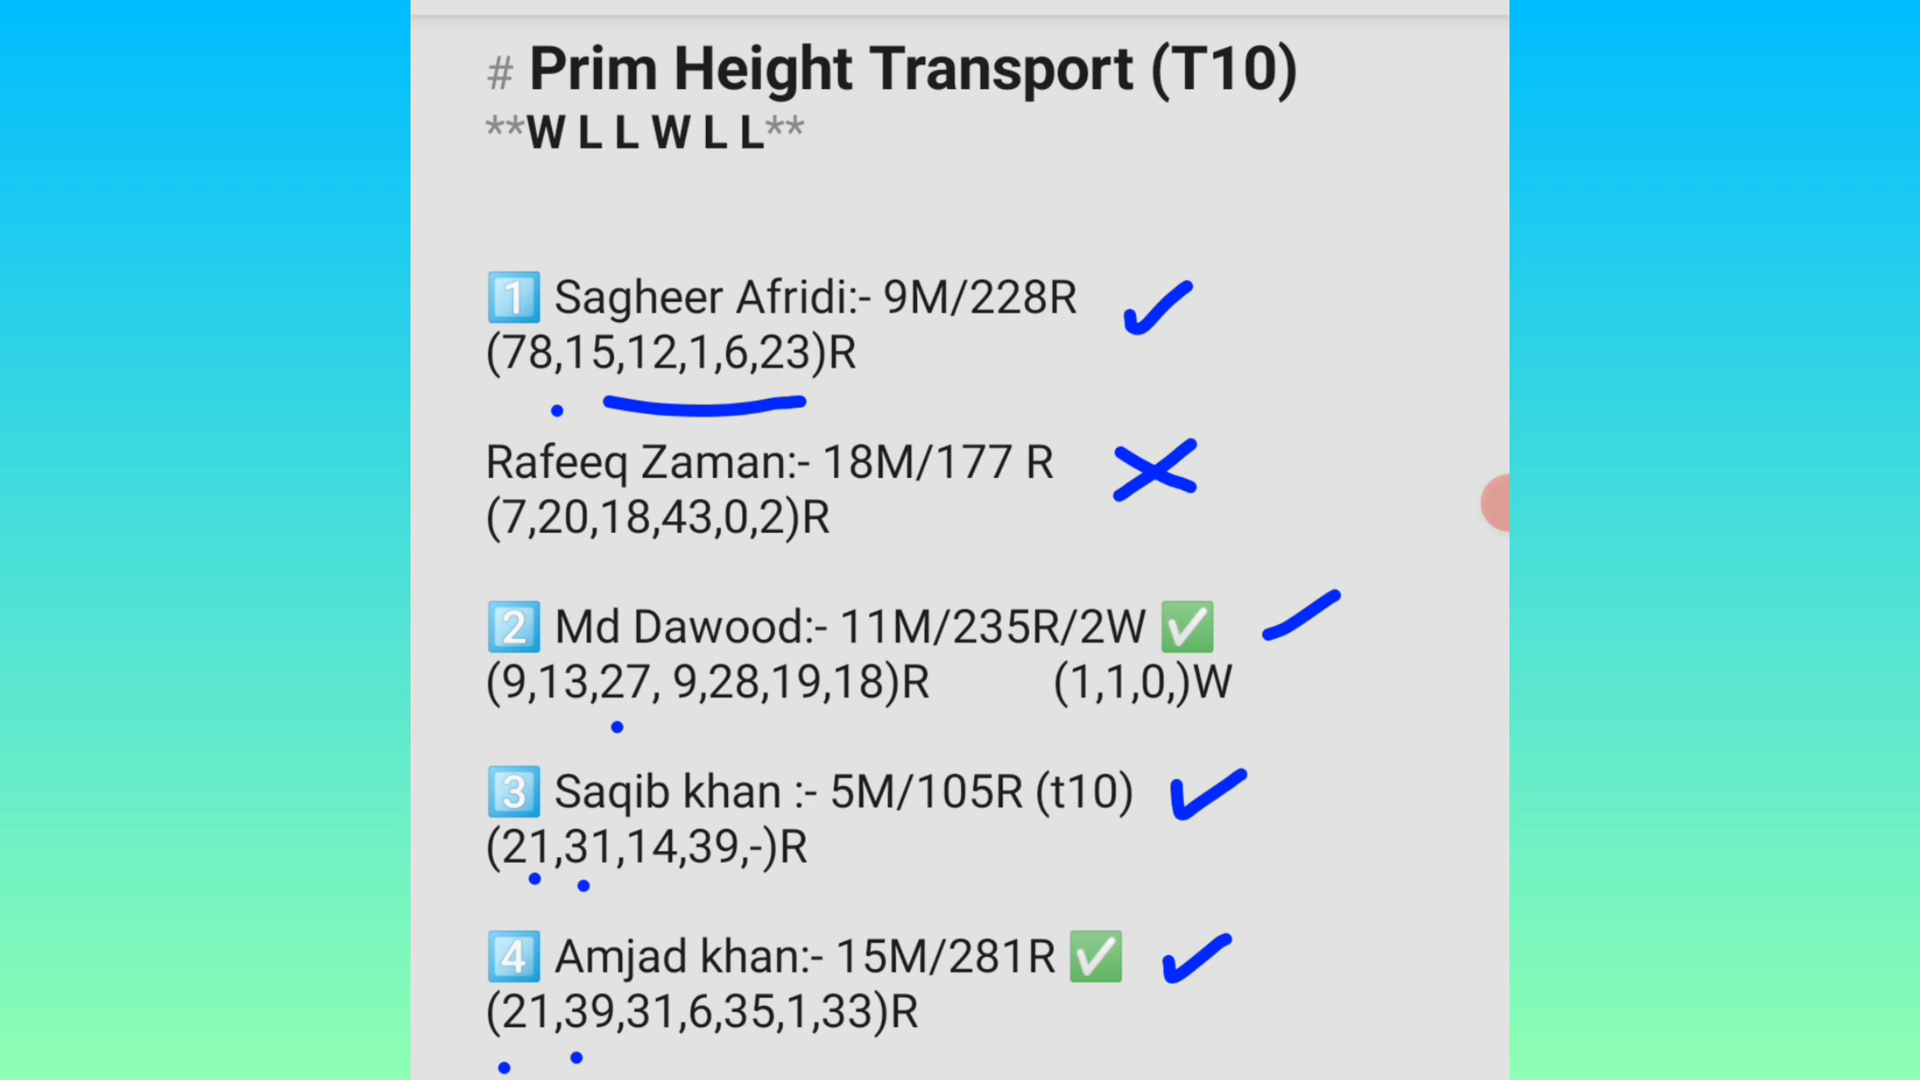 # Prim Height Transport (T10)
**W L L W L L**
1️⃣ Sagheer Afridi:- 9M/228R
(78,15,12,1,6,23)R
Rafeeq Zaman:- 18M/177 R
(7,20,18,43,0,2)R
2️⃣ Md Dawood:- 11M/235R/2W ✅
(9,13,27, 9,28,19,18)R (1,1,0,)W
3️⃣ Saqib khan :- 5M/105R (t10)
(21,31,14,39,-)R
4️⃣ Amjad khan:- 15M/281R ✅
(21,39,31,6,35,1,33)R